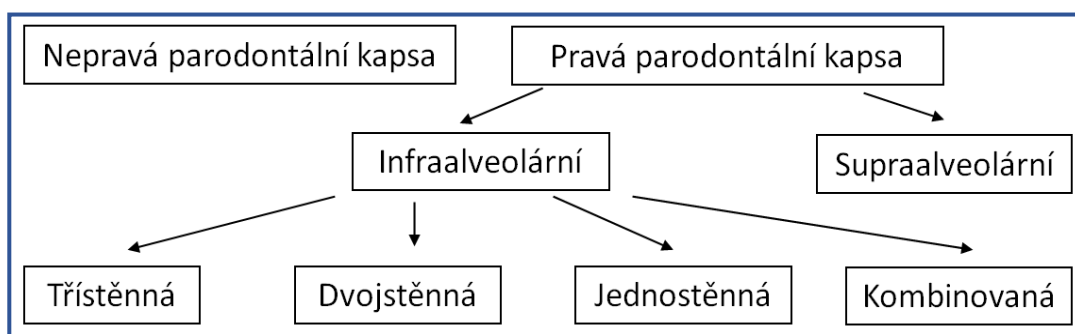 Nepravá parodontální kapsa
Pravá parodontální kapsa
Infraalveolární
Supraalveolární
Třístěnná
Dvojstěnná
Jednostěnná
Kombinovaná